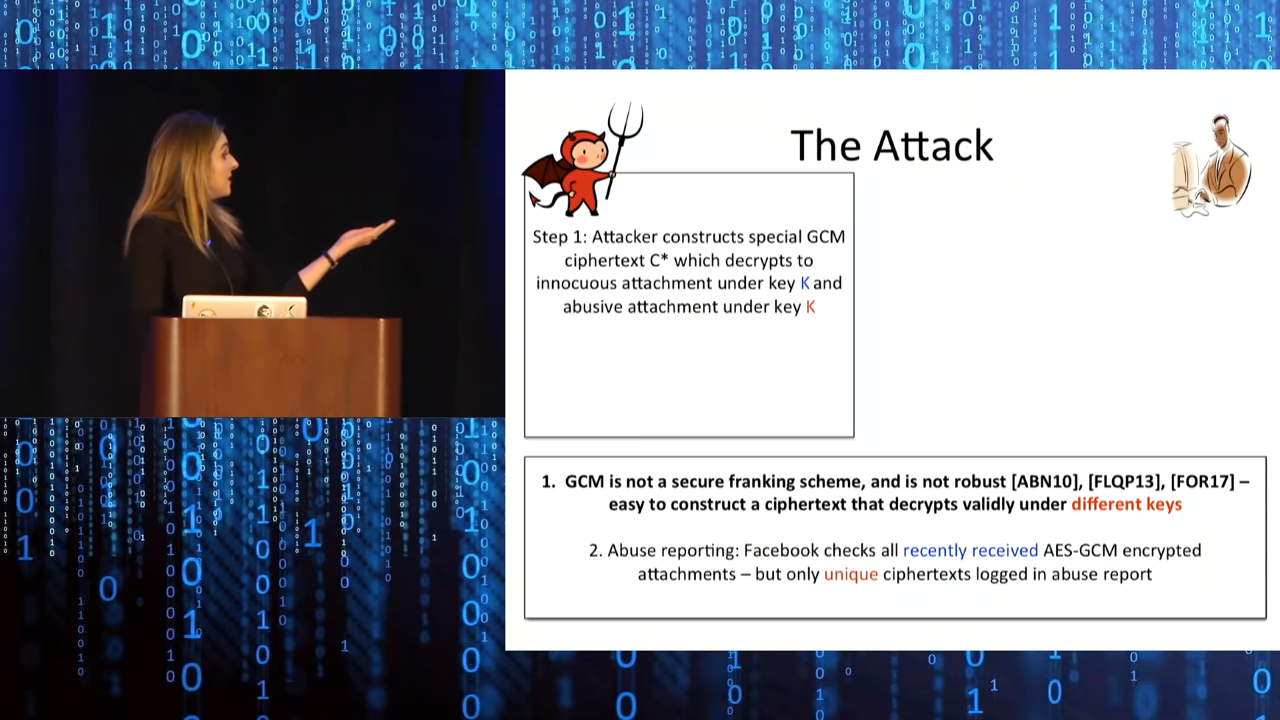 The Attack
Step 1: Attacker constructs special GCM
ciphertext C* which decrypts to
innocuous attachment under key K and
abusive attachment under key K
1. GCM is not a secure franking scheme, and is not robust [ABN10], [FLQP13], [FOR17] –
easy to construct a ciphertext that decrypts validly under different keys
2. Abuse reporting: Facebook checks all recently received AES-GCM encrypted
attachments – but only unique ciphertexts logged in abuse report